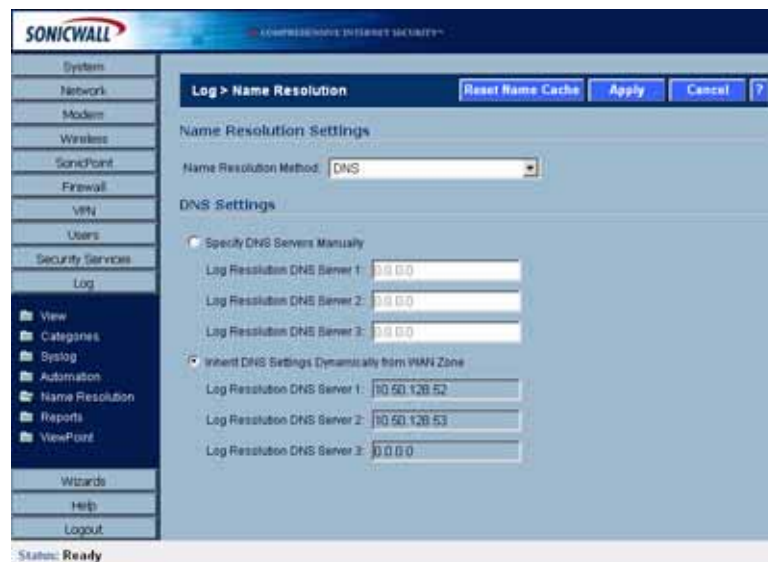 SONICWALL
COMPREHENSIVE INTERNET SECURITY™
System
Network
Modem
Wireless
SonicPoint
Firewall
VPN
Users
Security Services
Log
View
Categories
Syslog
Automation
Name Resolution
Reports
ViewPoint
Wizards
Help
Logout
Status: Ready
Log > Name Resolution
Reset Name Cache
Apply
Cancel
?
Name Resolution Settings
Name Resolution Method: DNS
DNS Settings
Specify DNS Servers Manually
Log Resolution DNS Server 1: 0.0.0.0
Log Resolution DNS Server 2: 0.0.0.0
Log Resolution DNS Server 3: 0.0.0.0
Inherit DNS Settings Dynamically from WAN Zone
Log Resolution DNS Server 1: 10.50.128.52
Log Resolution DNS Server 2: 10.50.128.53
Log Resolution DNS Server 3: 0.0.0.0